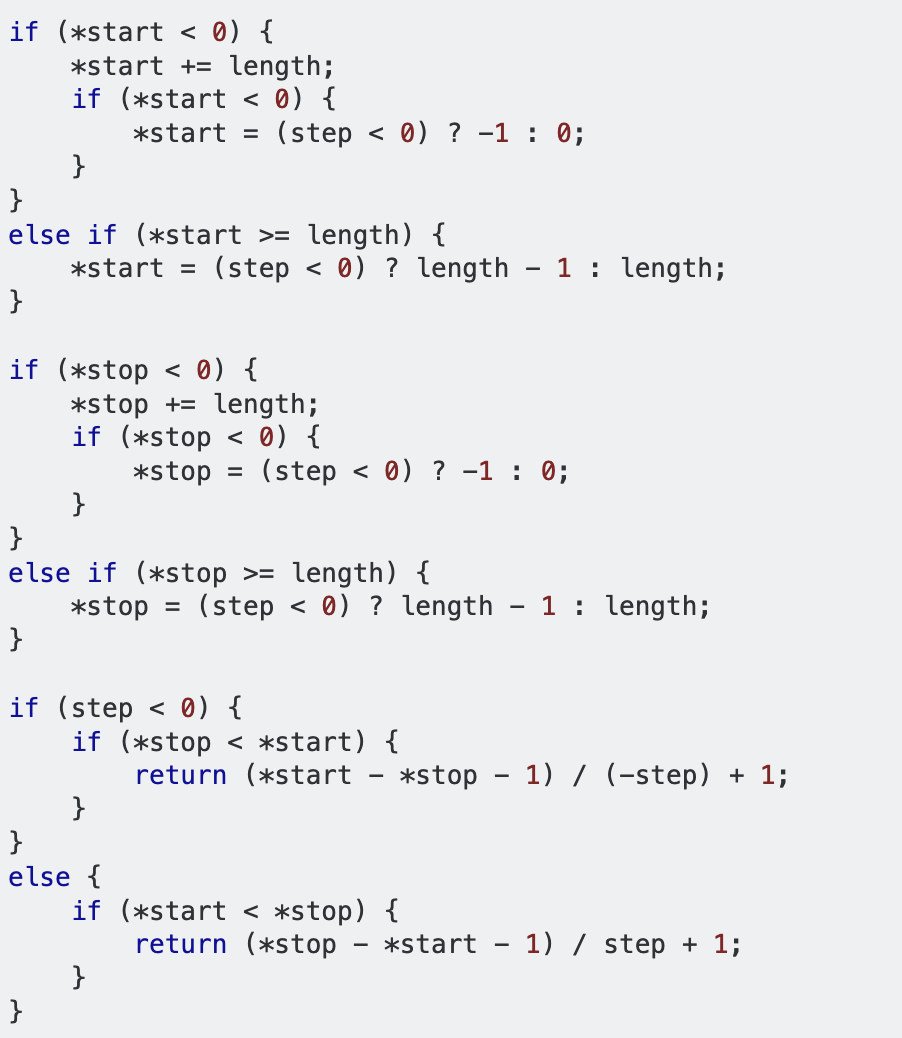 if (*start < 0) {
    *start += length;
    if (*start < 0) {
        *start = (step < 0) ? -1 : 0;
    }
}
else if (*start >= length) {
    *start = (step < 0) ? length - 1 : length;
}

if (*stop < 0) {
    *stop += length;
    if (*stop < 0) {
        *stop = (step < 0) ? -1 : 0;
    }
}
else if (*stop >= length) {
    *stop = (step < 0) ? length - 1 : length;
}

if (step < 0) {
    if (*stop < *start) {
        return (*start - *stop - 1) / (-step) + 1;
    }
}
else {
    if (*start < *stop) {
        return (*stop - *start - 1) / step + 1;
    }
}